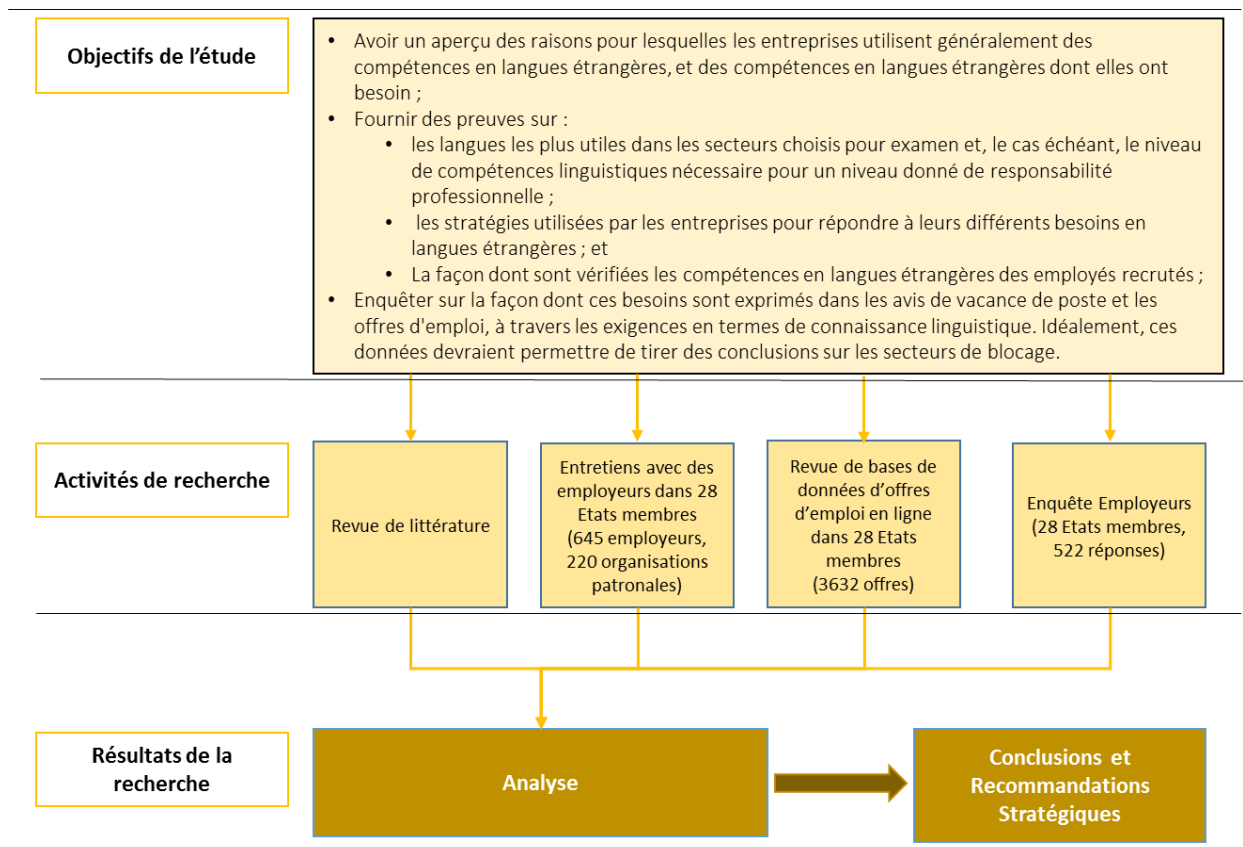 Objectifs de l’étude
• Avoir un aperçu des raisons pour lesquelles les entreprises utilisent généralement des
compétences en langues étrangères, et des compétences en langues étrangères dont elles ont
besoin ;
• Fournir des preuves sur :
• les langues les plus utiles dans les secteurs choisis pour examen et, le cas échéant, le niveau
de compétences linguistiques nécessaire pour un niveau donné de responsabilité
professionnelle ;
• les stratégies utilisées par les entreprises pour répondre à leurs différents besoins en
langues étrangères ; et
• La façon dont sont vérifiées les compétences en langues étrangères des employés recrutés ;
• Enquêter sur la façon dont ces besoins sont exprimés dans les avis de vacance de poste et les
offres d'emploi, à travers les exigences en termes de connaissance linguistique. Idéalement, ces
données devraient permettre de tirer des conclusions sur les secteurs de blocage.
Activités de recherche
Revue de littérature
Entretiens avec des
employeurs dans 28
Etats membres
(645 employeurs,
220 organisations
patronales)
Revue de bases de
données d’offres
d’emploi en ligne
dans 28 Etats
membres
(3632 offres)
Enquête Employeurs
(28 Etats membres,
522 réponses)
Résultats de la
recherche
Analyse
Conclusions et
Recommandations
Stratégiques